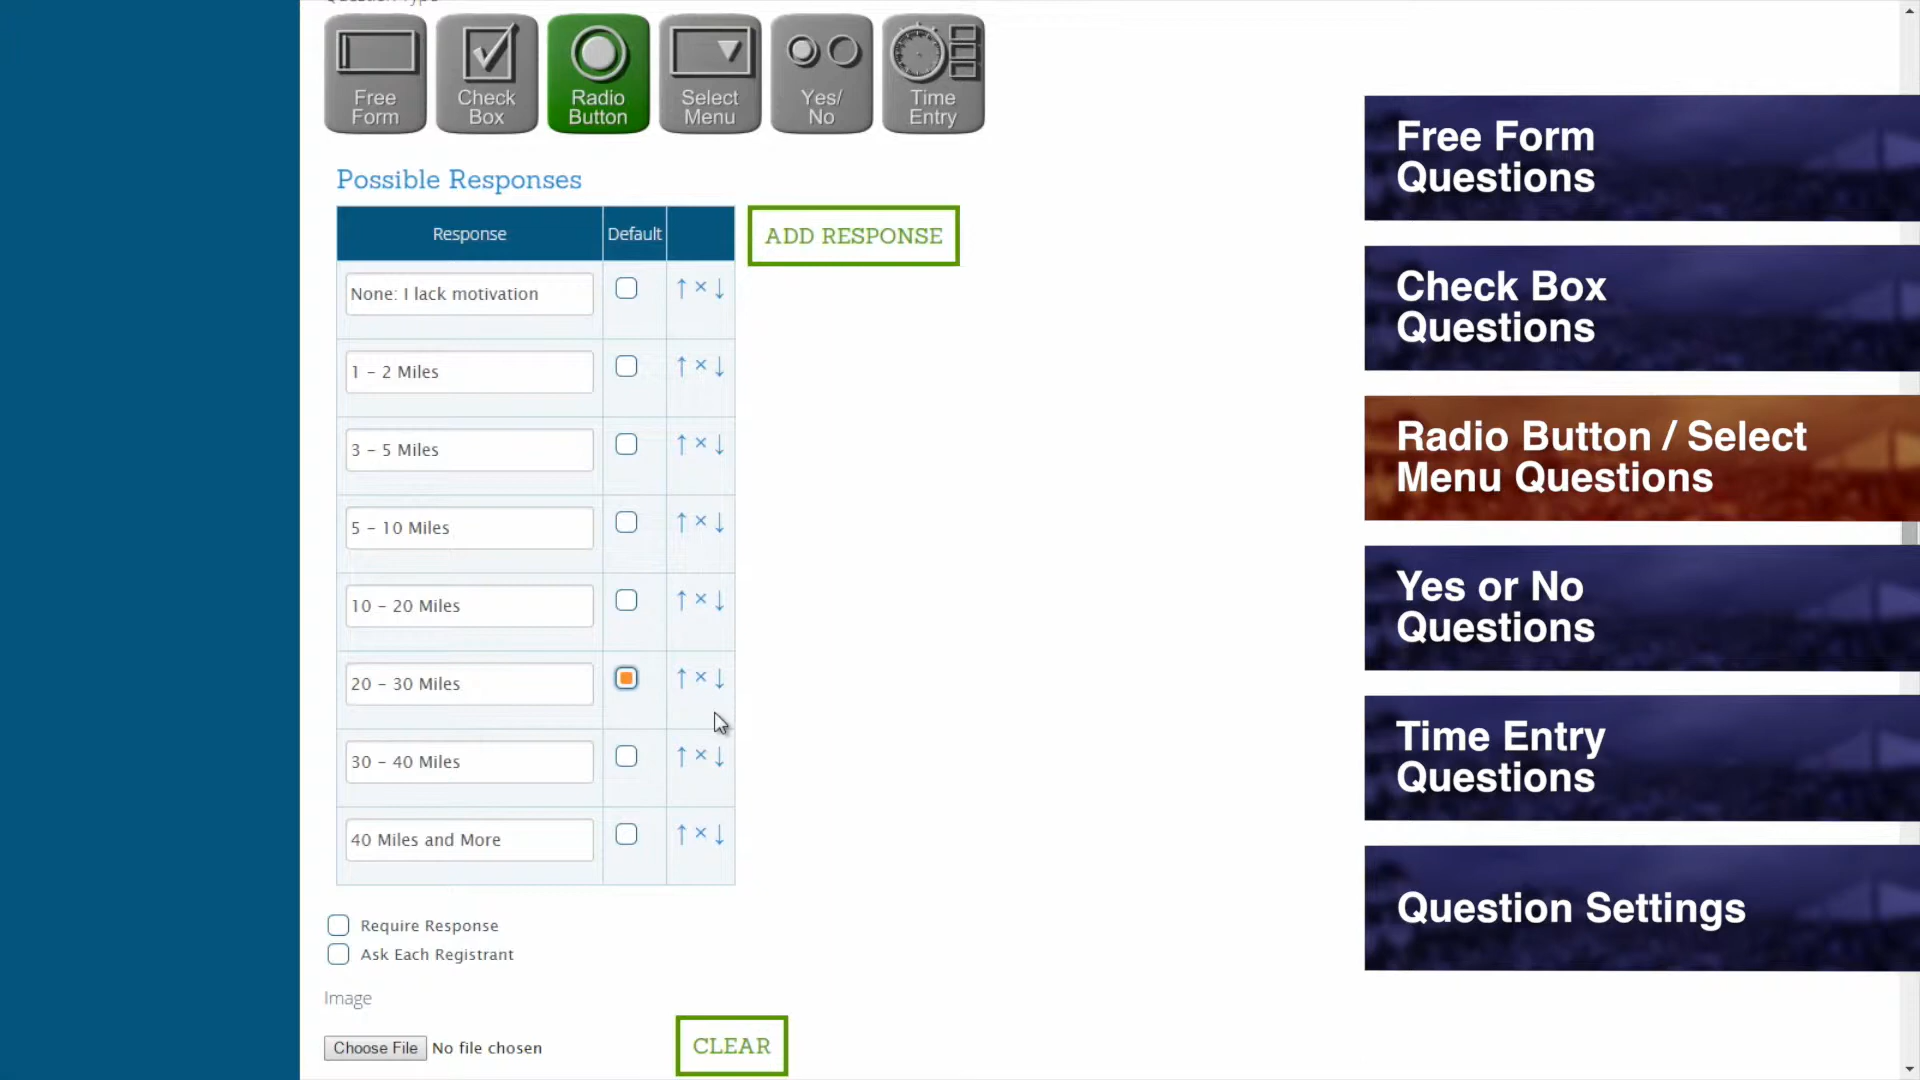 Question Type
Free Form
Check Box
Radio Button
Select Menu
Yes/ No
Time Entry
Possible Responses
Response Default
ADD RESPONSE
None: I lack motivation
1 - 2 Miles
3 - 5 Miles
5 - 10 Miles
10 - 20 Miles
20 - 30 Miles
30 - 40 Miles
40 Miles and More
Require Response
Ask Each Registrant
Image
Choose File No file chosen
CLEAR
Free Form
Questions
Check Box
Questions
Radio Button / Select
Menu Questions
Yes or No
Questions
Time Entry
Questions
Question Settings